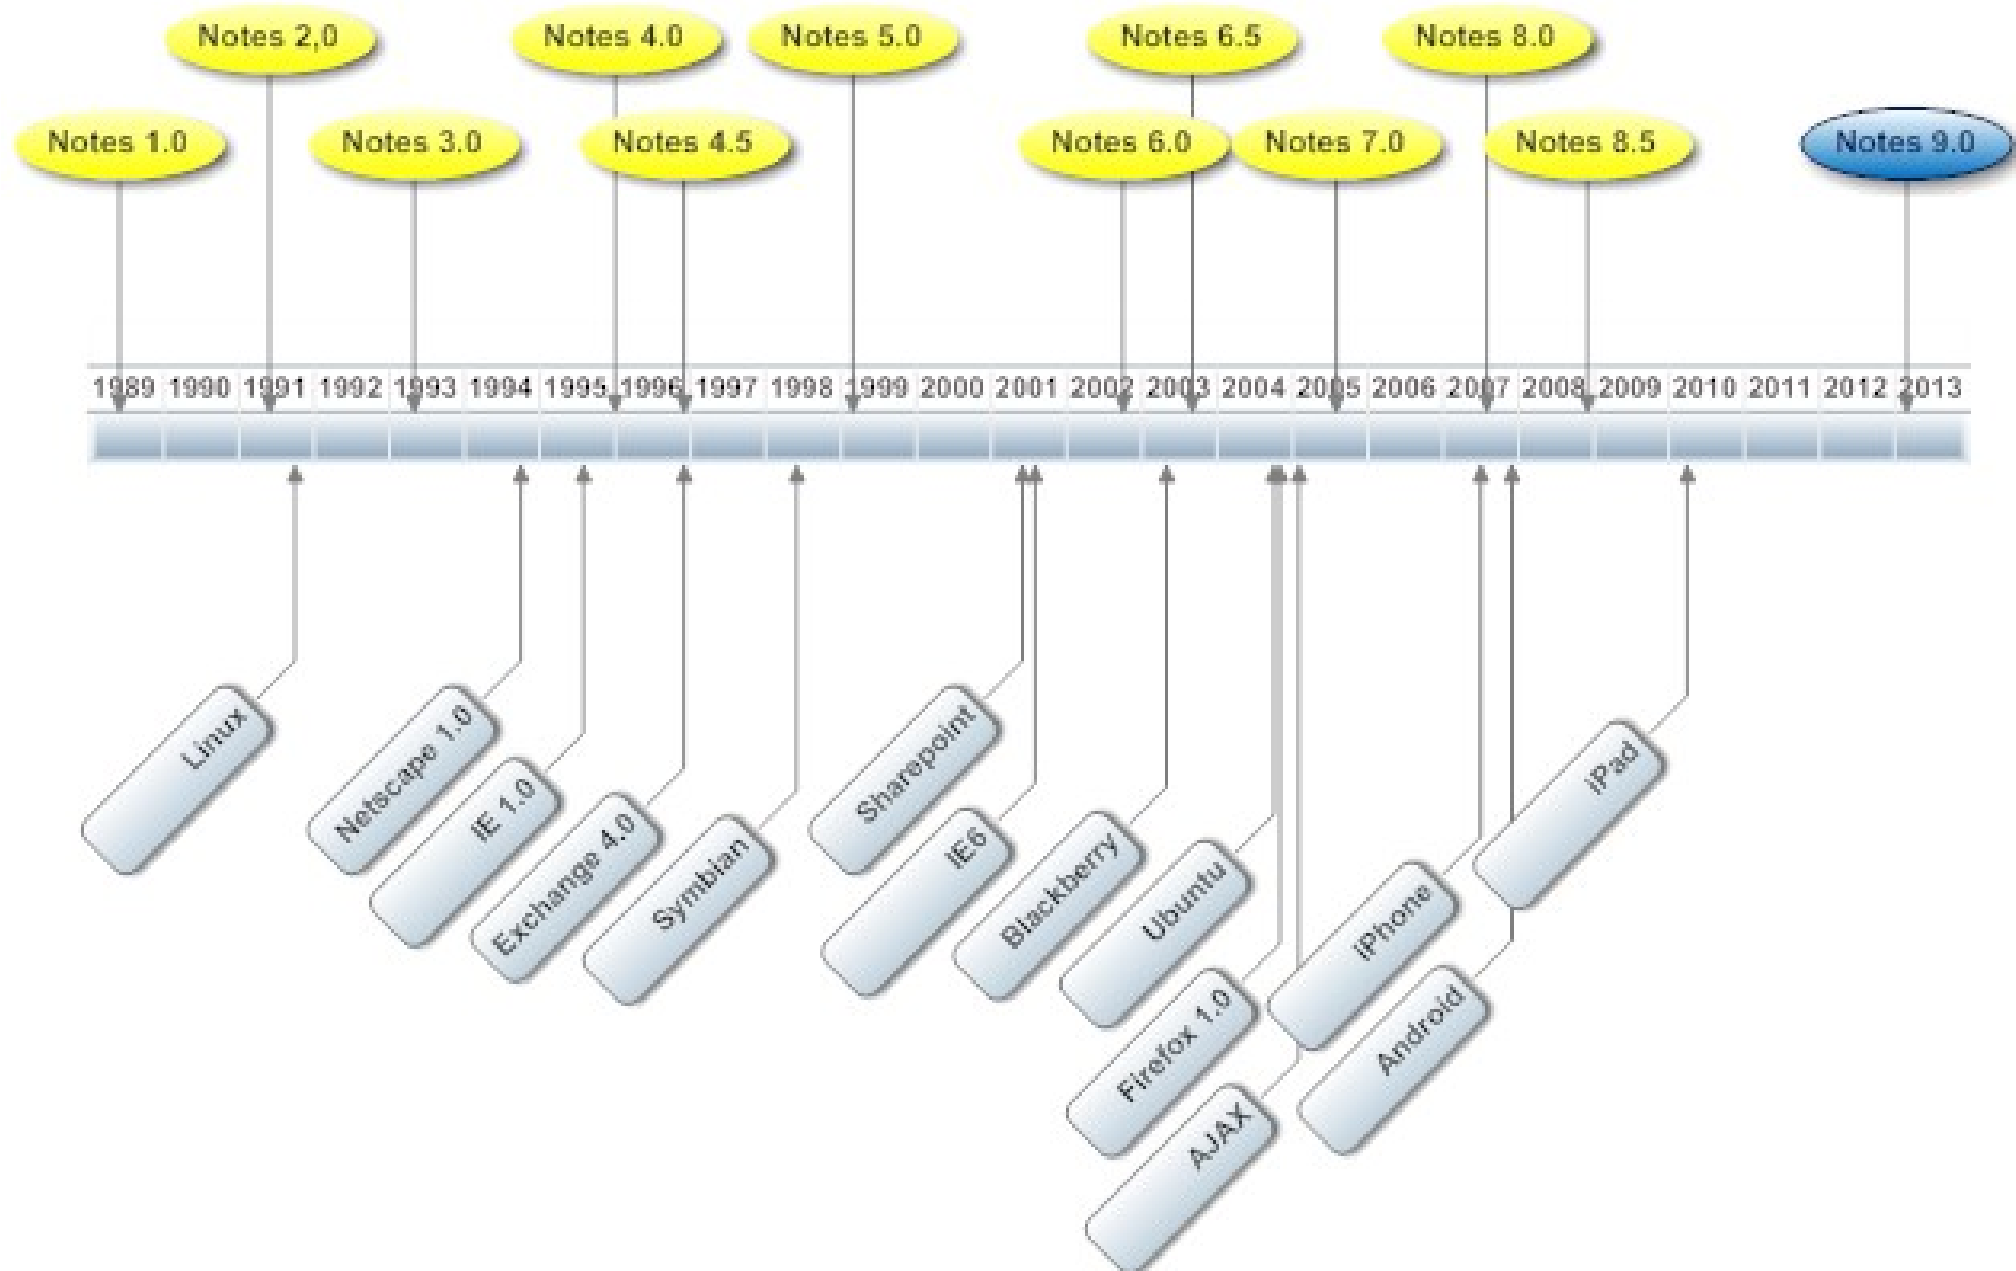 Notes 2,0
Notes 4.0
Notes 5.0
Notes 6.5
Notes 8.0
Notes 1.0
Notes 3.0
Notes 4.5
Notes 6.0
Notes 7.0
Notes 8.5
Notes 9.0
1989 1990 1991 1992 1993 1994 1995 1996 1997 1998 1999 2000 2001 2002 2003 2004 2005 2006 2007 2008 2009 2010 2011 2012 2013
Linux
Netscape 1.0
IE 1.0
Exchange 4.0
Symbian
Sharepoint
IE6
Blackberry
Ubuntu
Firefox 1.0
AJAX
iPhone
Android
iPad